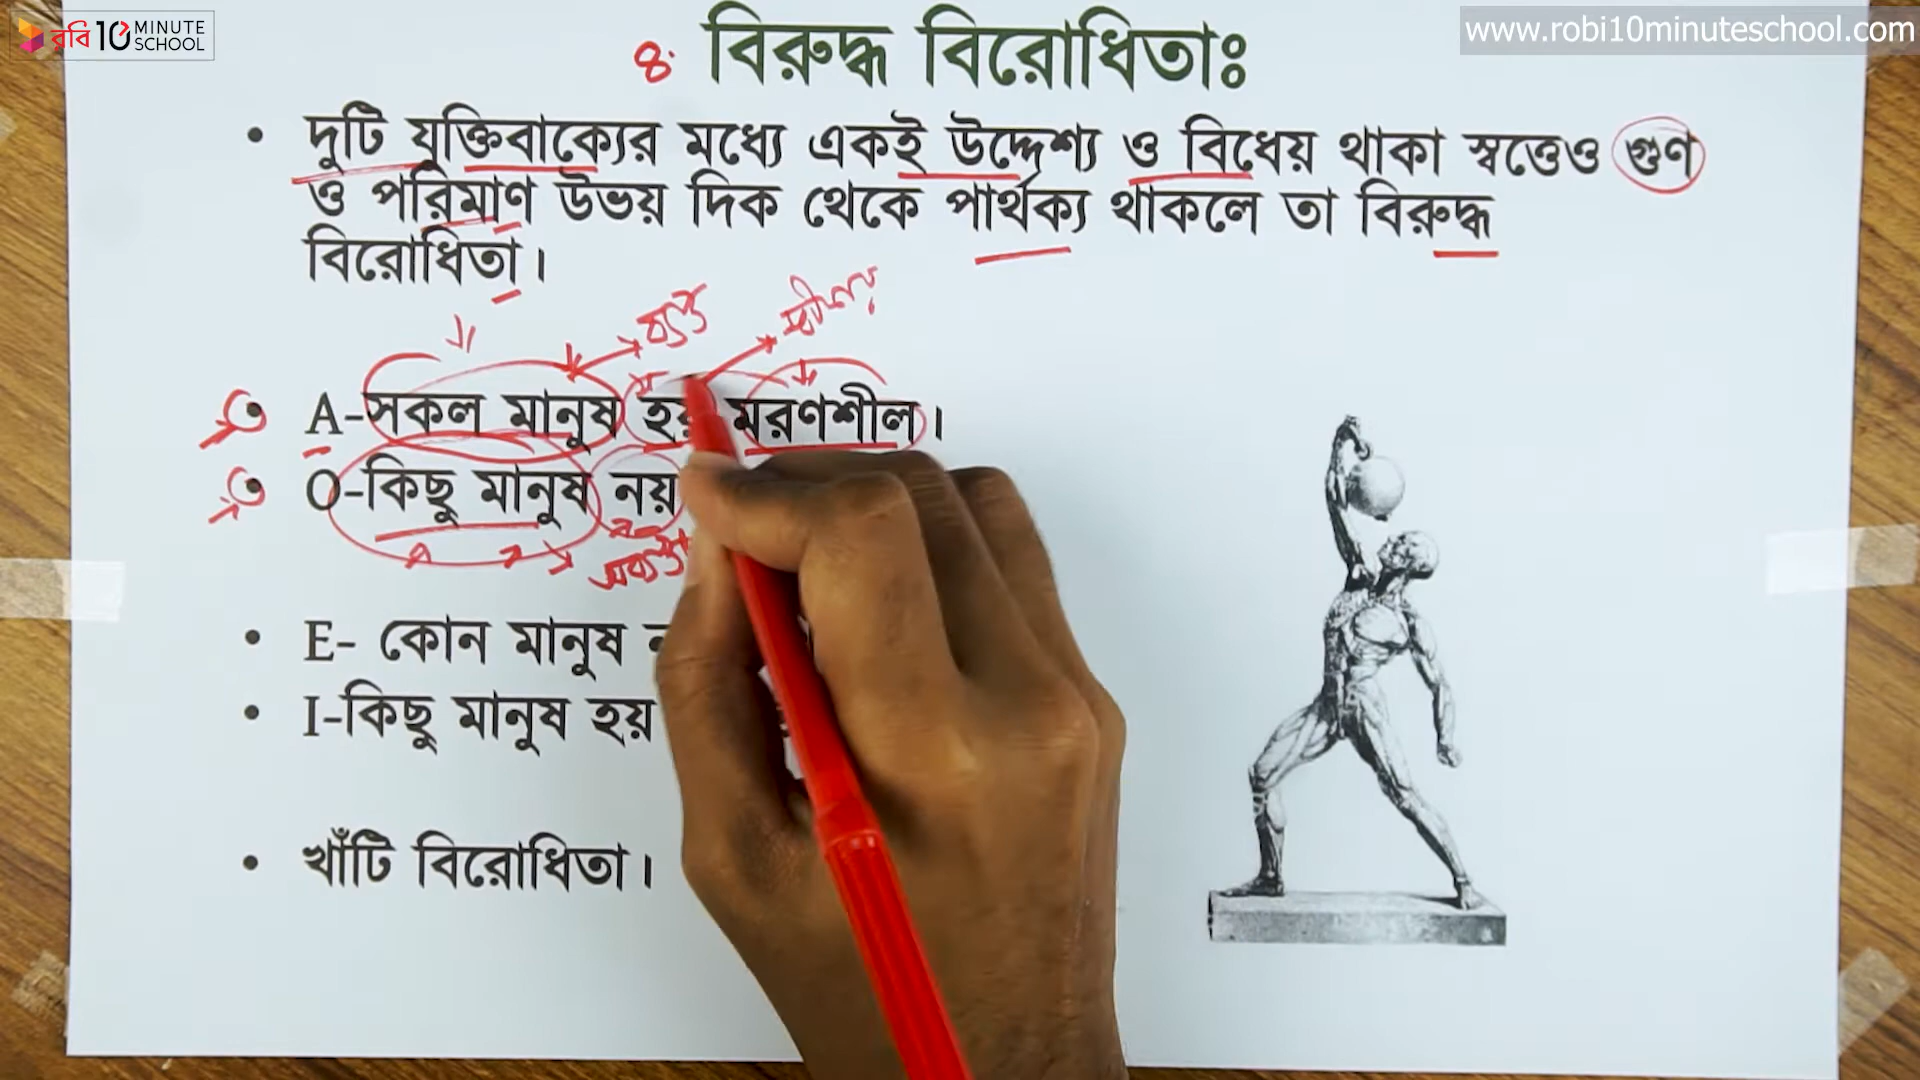 রবি 10 MINUTE SCHOOL
www.robi10minuteschool.com
৪. বিরুদ্ধ বিরোধিতাঃ
• দুটি যুক্তিবাক্যের মধ্যে একই উদ্দেশ্য ও বিধেয় থাকা স্বত্তেও গুণ
ও পরিমাণ উভয় দিক থেকে পার্থক্য থাকলে তা বিরুদ্ধ
বিরোধিতা।
• A-সকল মানুষ হয় মরণশীল।
• O-কিছু মানুষ নয়
• E- কোন মানুষ
• I-কিছু মানুষ হয়
• খাঁটি বিরোধিতা।